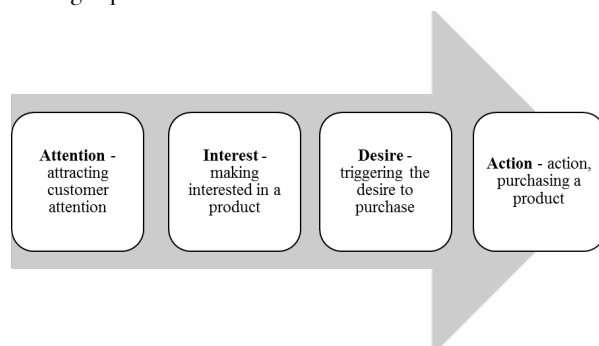 Attention -
attracting
customer
attention
Interest -
making
interested in a
product
Desire -
triggering the
desire to
purchase
Action - action,
purchasing a
product